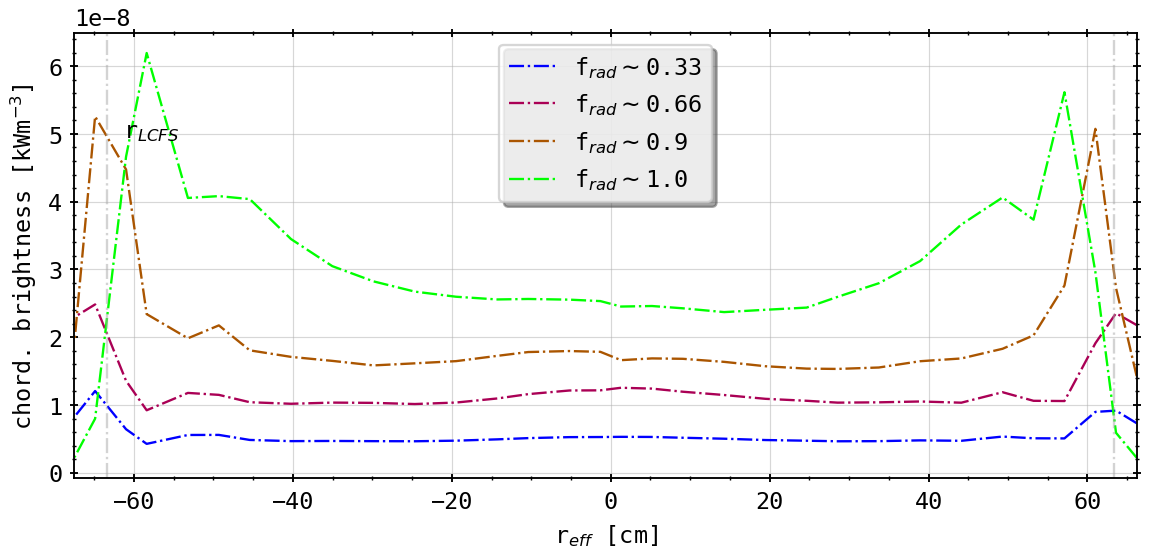 1e−8
chord. brightness [kWm⁻³]
6
5
4
3
2
1
0
r_LCFS
f_rad ∼ 0.33
f_rad ∼ 0.66
f_rad ∼ 0.9
f_rad ∼ 1.0
−60 −40 −20 0 20 40 60
r_eff [cm]